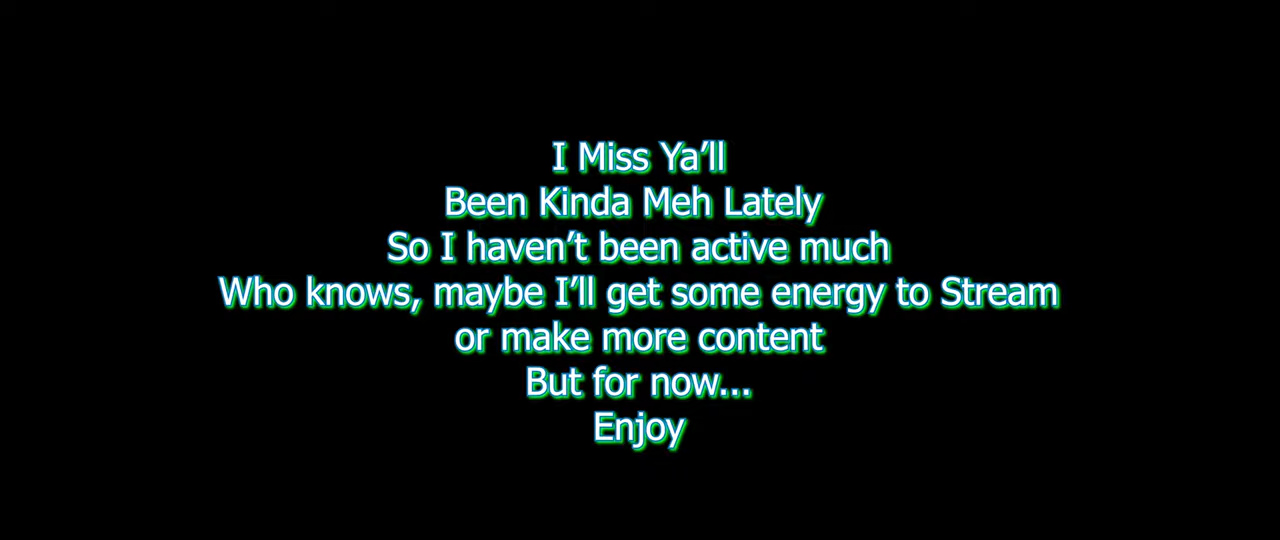 I Miss Ya’ll
Been Kinda Meh Lately
So I haven’t been active much
Who knows, maybe I’ll get some energy to Stream
or make more content
But for now...
Enjoy